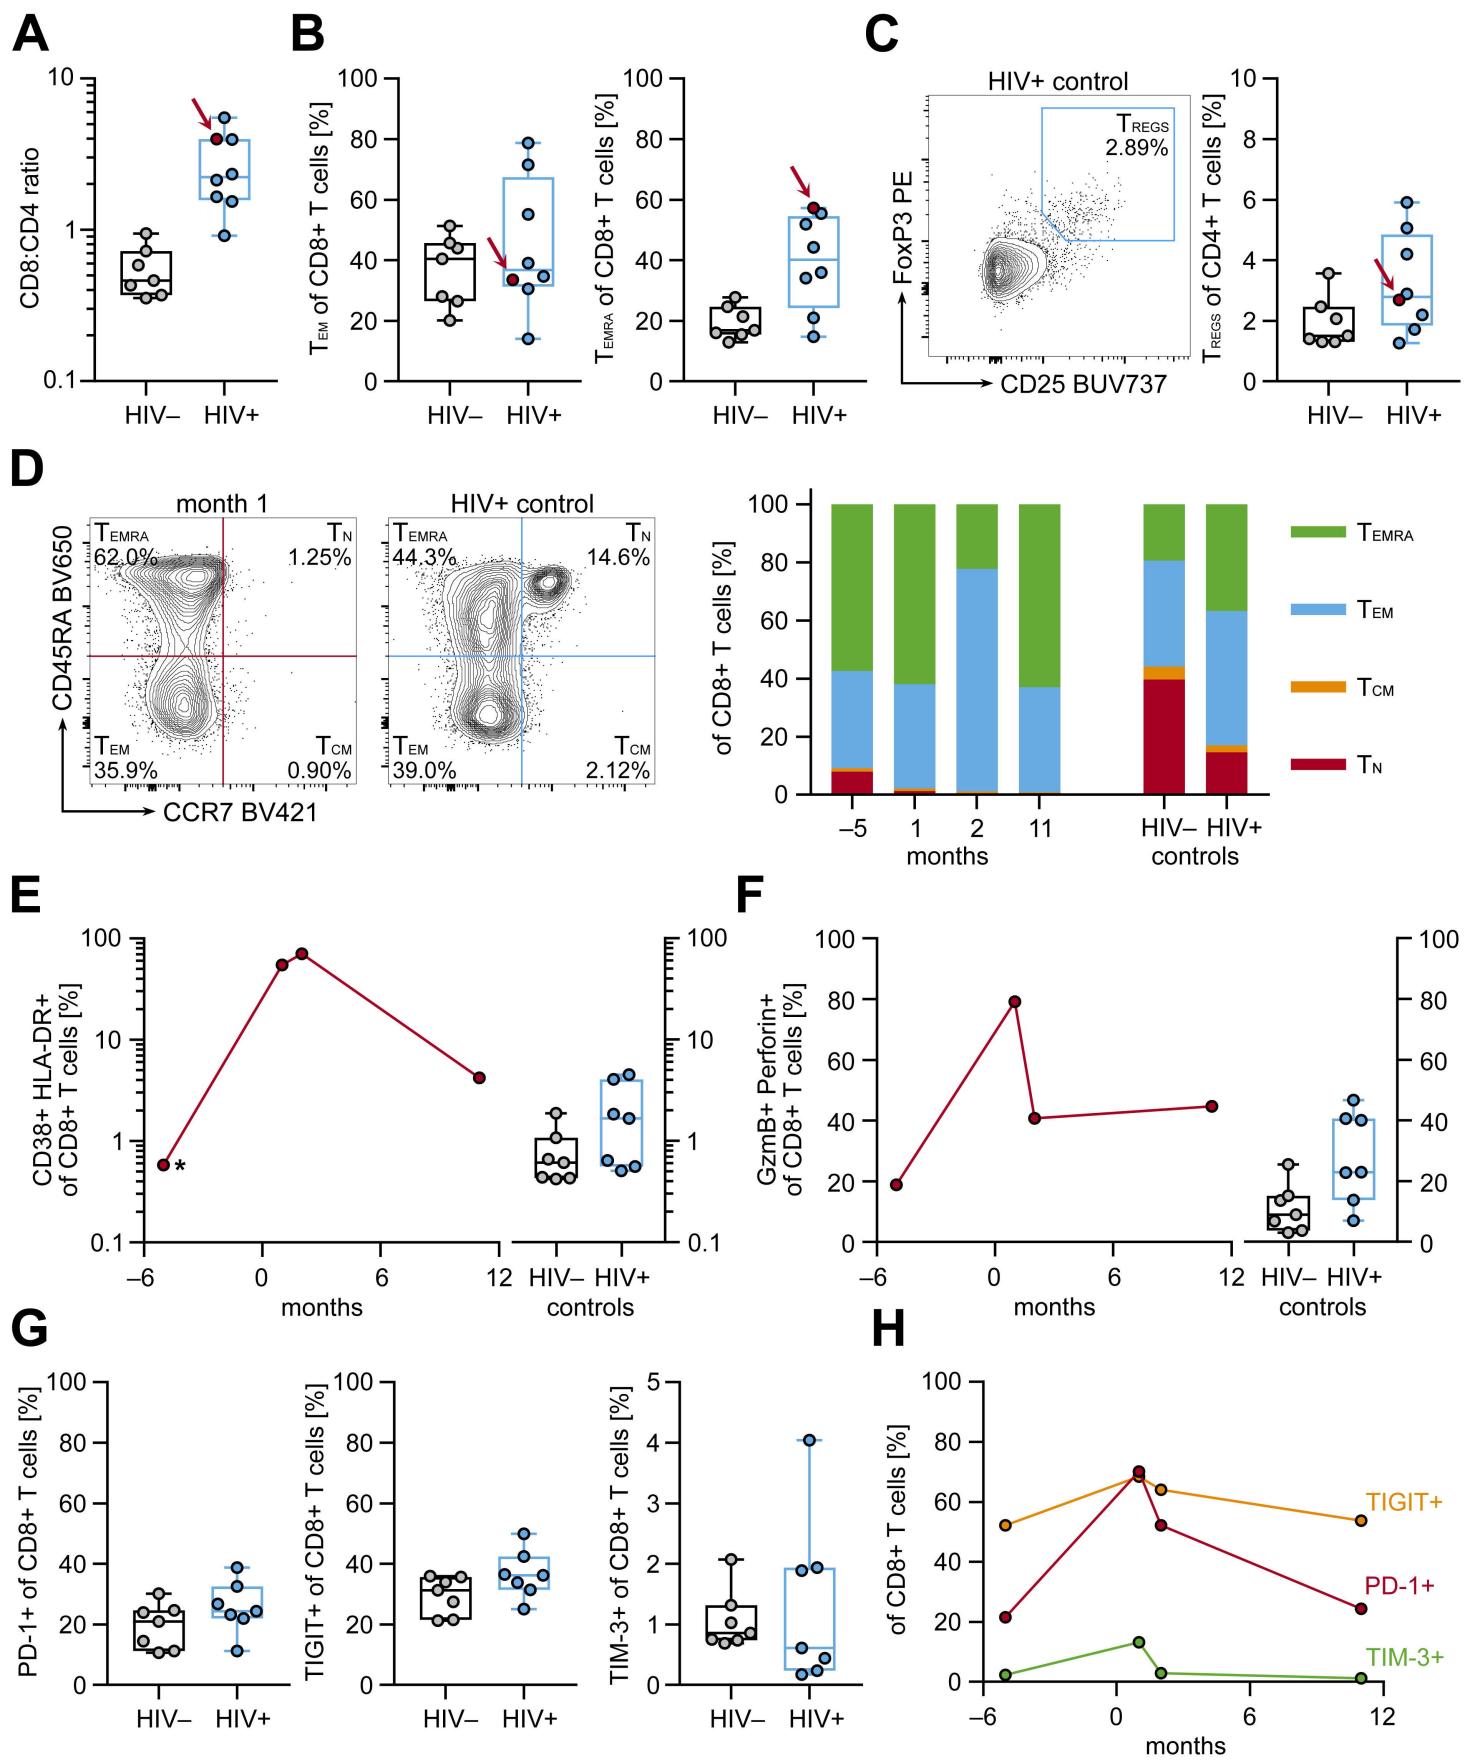 A
CD8:CD4 ratio
10
1
0.1
HIV–
HIV+
B
TEM of CD8+ T cells [%]
100
80
60
40
20
0
HIV–
HIV+
TEMRA of CD8+ T cells [%]
100
80
60
40
20
0
HIV–
HIV+
C
HIV+ control
FoxP3 PE
TREGS
2.89%
CD25 BUV737
TREGS of CD4+ T cells [%]
10
8
6
4
2
0
HIV–
HIV+
D
month 1
CD45RA BV650
TEMRA
62.0%
TN
1.25%
TEM
35.9%
TCM
0.90%
CCR7 BV421
HIV+ control
TEMRA
44.3%
TN
14.6%
TEM
39.0%
TCM
2.12%
of CD8+ T cells [%]
100
80
60
40
20
0
–5
1
2
11
months
HIV–
HIV+
controls
TEMRA
TEM
TCM
TN
E
CD38+ HLA-DR+
of CD8+ T cells [%]
100
10
1
0.1
*
–6
0
6
12
months
100
10
1
0.1
HIV–
HIV+
controls
F
GzmB+ Perforin+
of CD8+ T cells [%]
100
80
60
40
20
0
–6
0
6
12
months
100
80
60
40
20
0
HIV–
HIV+
controls
G
PD-1+ of CD8+ T cells [%]
100
80
60
40
20
0
HIV–
HIV+
TIGIT+ of CD8+ T cells [%]
100
80
60
40
20
0
HIV–
HIV+
TIM-3+ of CD8+ T cells [%]
5
4
3
2
1
0
HIV–
HIV+
H
of CD8+ T cells [%]
100
80
60
40
20
0
TIGIT+
PD-1+
TIM-3+
–6
0
6
12
months